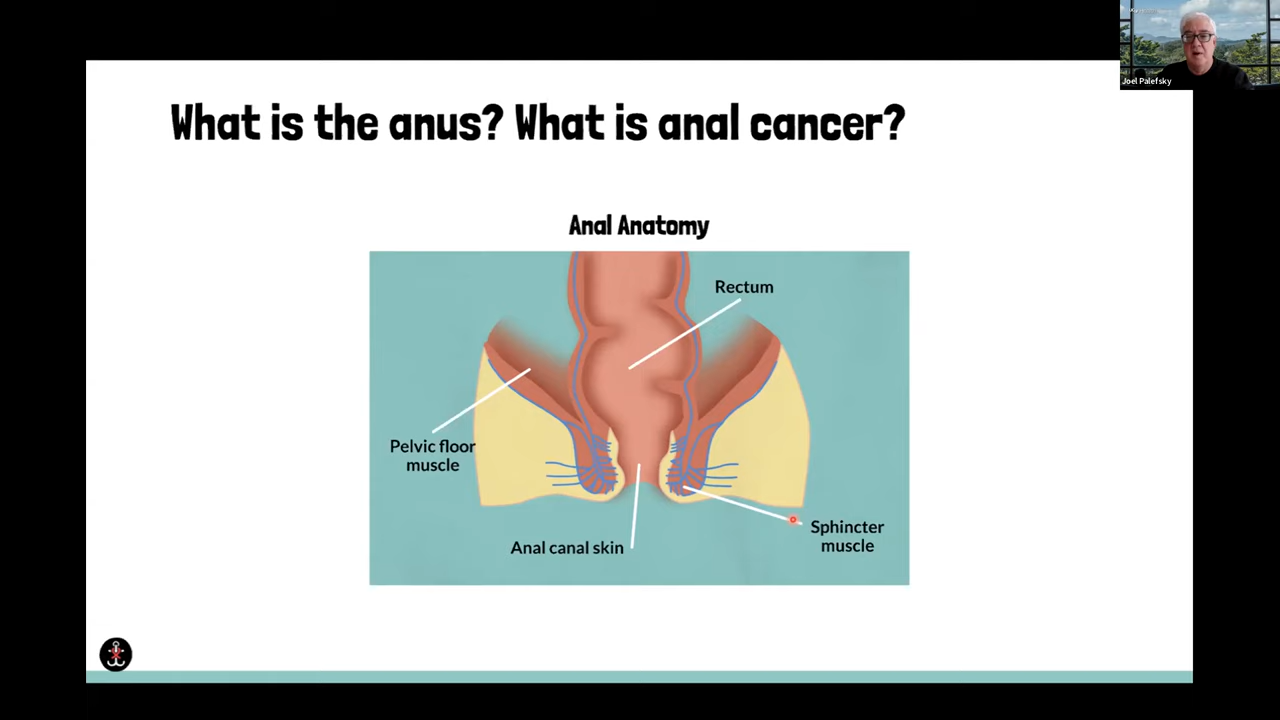 Joel Palefsky
What is the anus? What is anal cancer?
Anal Anatomy
Rectum
Pelvic floor
muscle
Sphincter
muscle
Anal canal skin